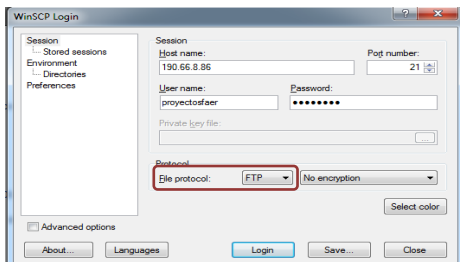 WinSCP Login
Session
Stored sessions
Environment
Directories
Preferences
Session
Host name:
Port number:
190.66.8.86
21
User name:
Password:
proyectosfaer
●●●●●●●●
Private key file:
...
Protocol
File protocol:
FTP
No encryption
Select color
Advanced options
About...
Languages
Login
Save...
Close